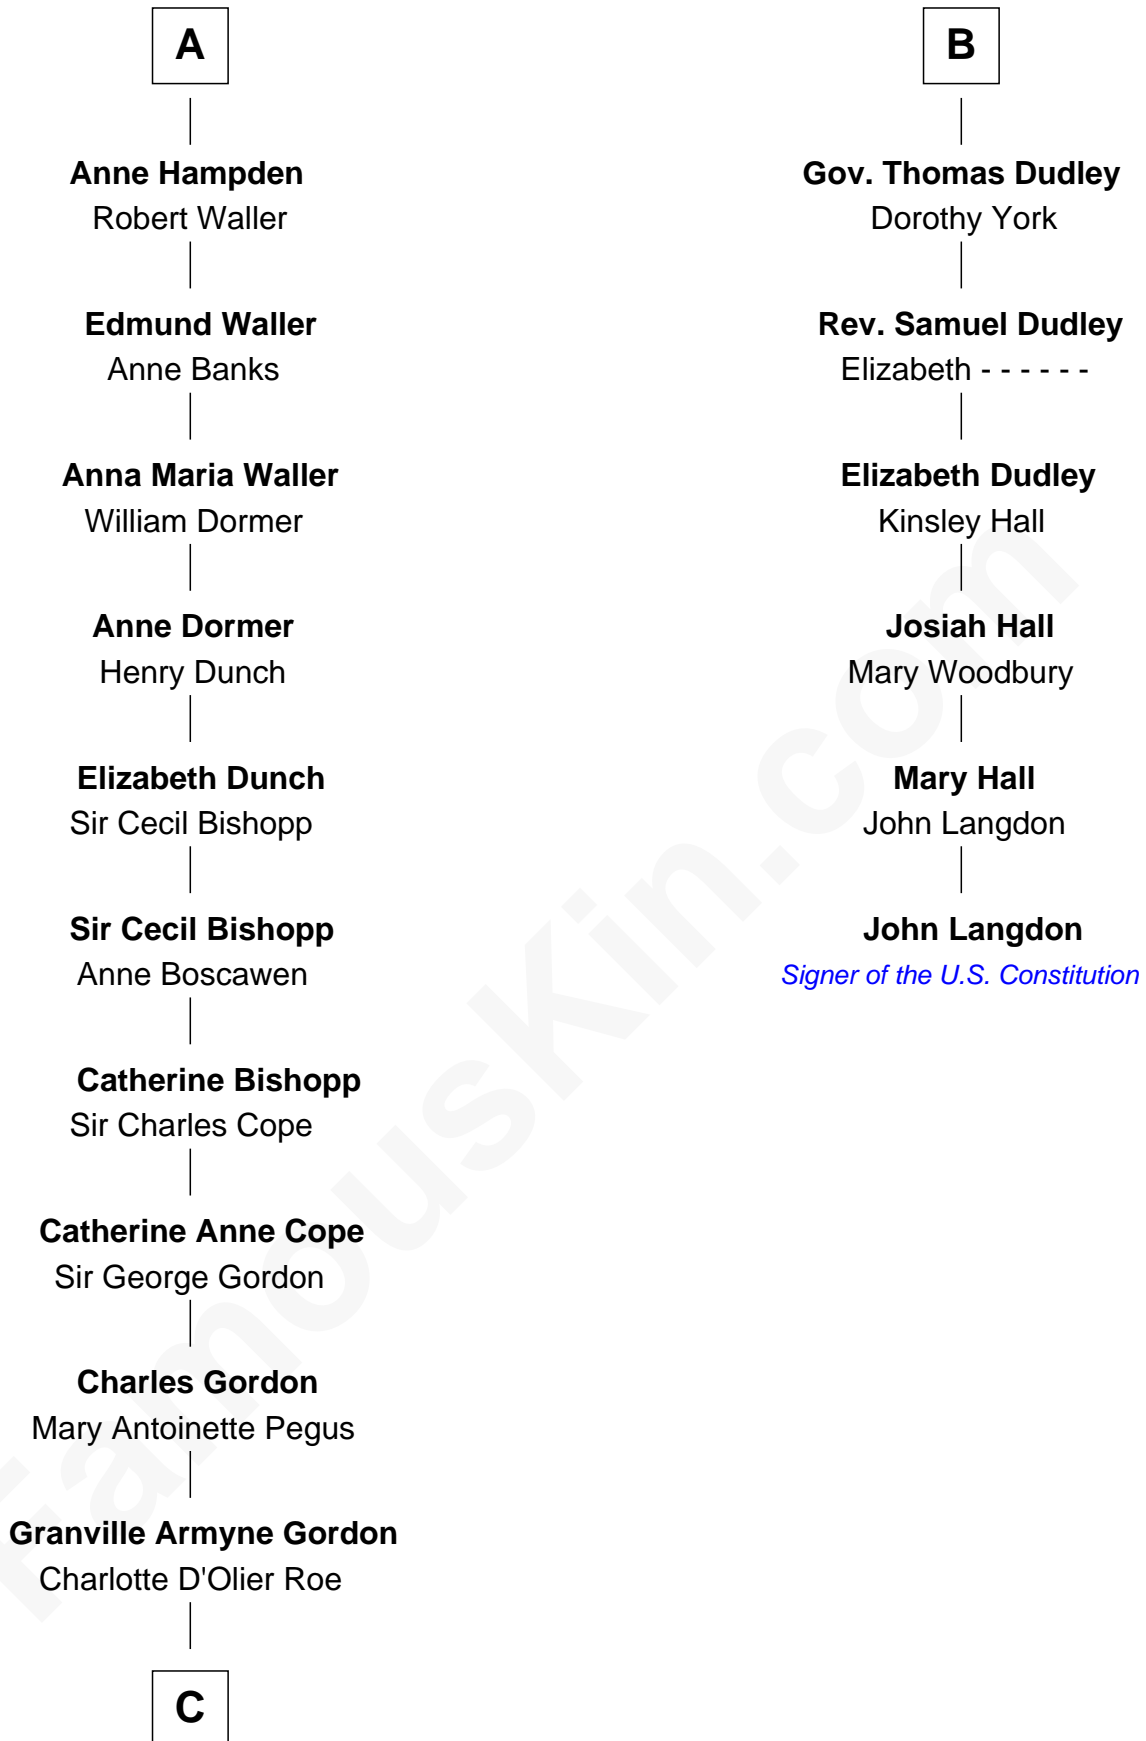 A
Anne Hampden
Robert Waller
Edmund Waller
Anne Banks
Anna Maria Waller
William Dormer
Anne Dormer
Henry Dunch
Elizabeth Dunch
Sir Cecil Bishopp
Sir Cecil Bishopp
Anne Boscawen
Catherine Bishopp
Sir Charles Cope
Catherine Anne Cope
Sir George Gordon
Charles Gordon
Mary Antoinette Pegus
Granville Armyne Gordon
Charlotte D'Olier Roe
C
B
Gov. Thomas Dudley
Dorothy York
Rev. Samuel Dudley
Elizabeth - - - - - -
Elizabeth Dudley
Kinsley Hall
Josiah Hall
Mary Woodbury
Mary Hall
John Langdon
John Langdon
Signer of the U.S. Constitution
FamousKin.com